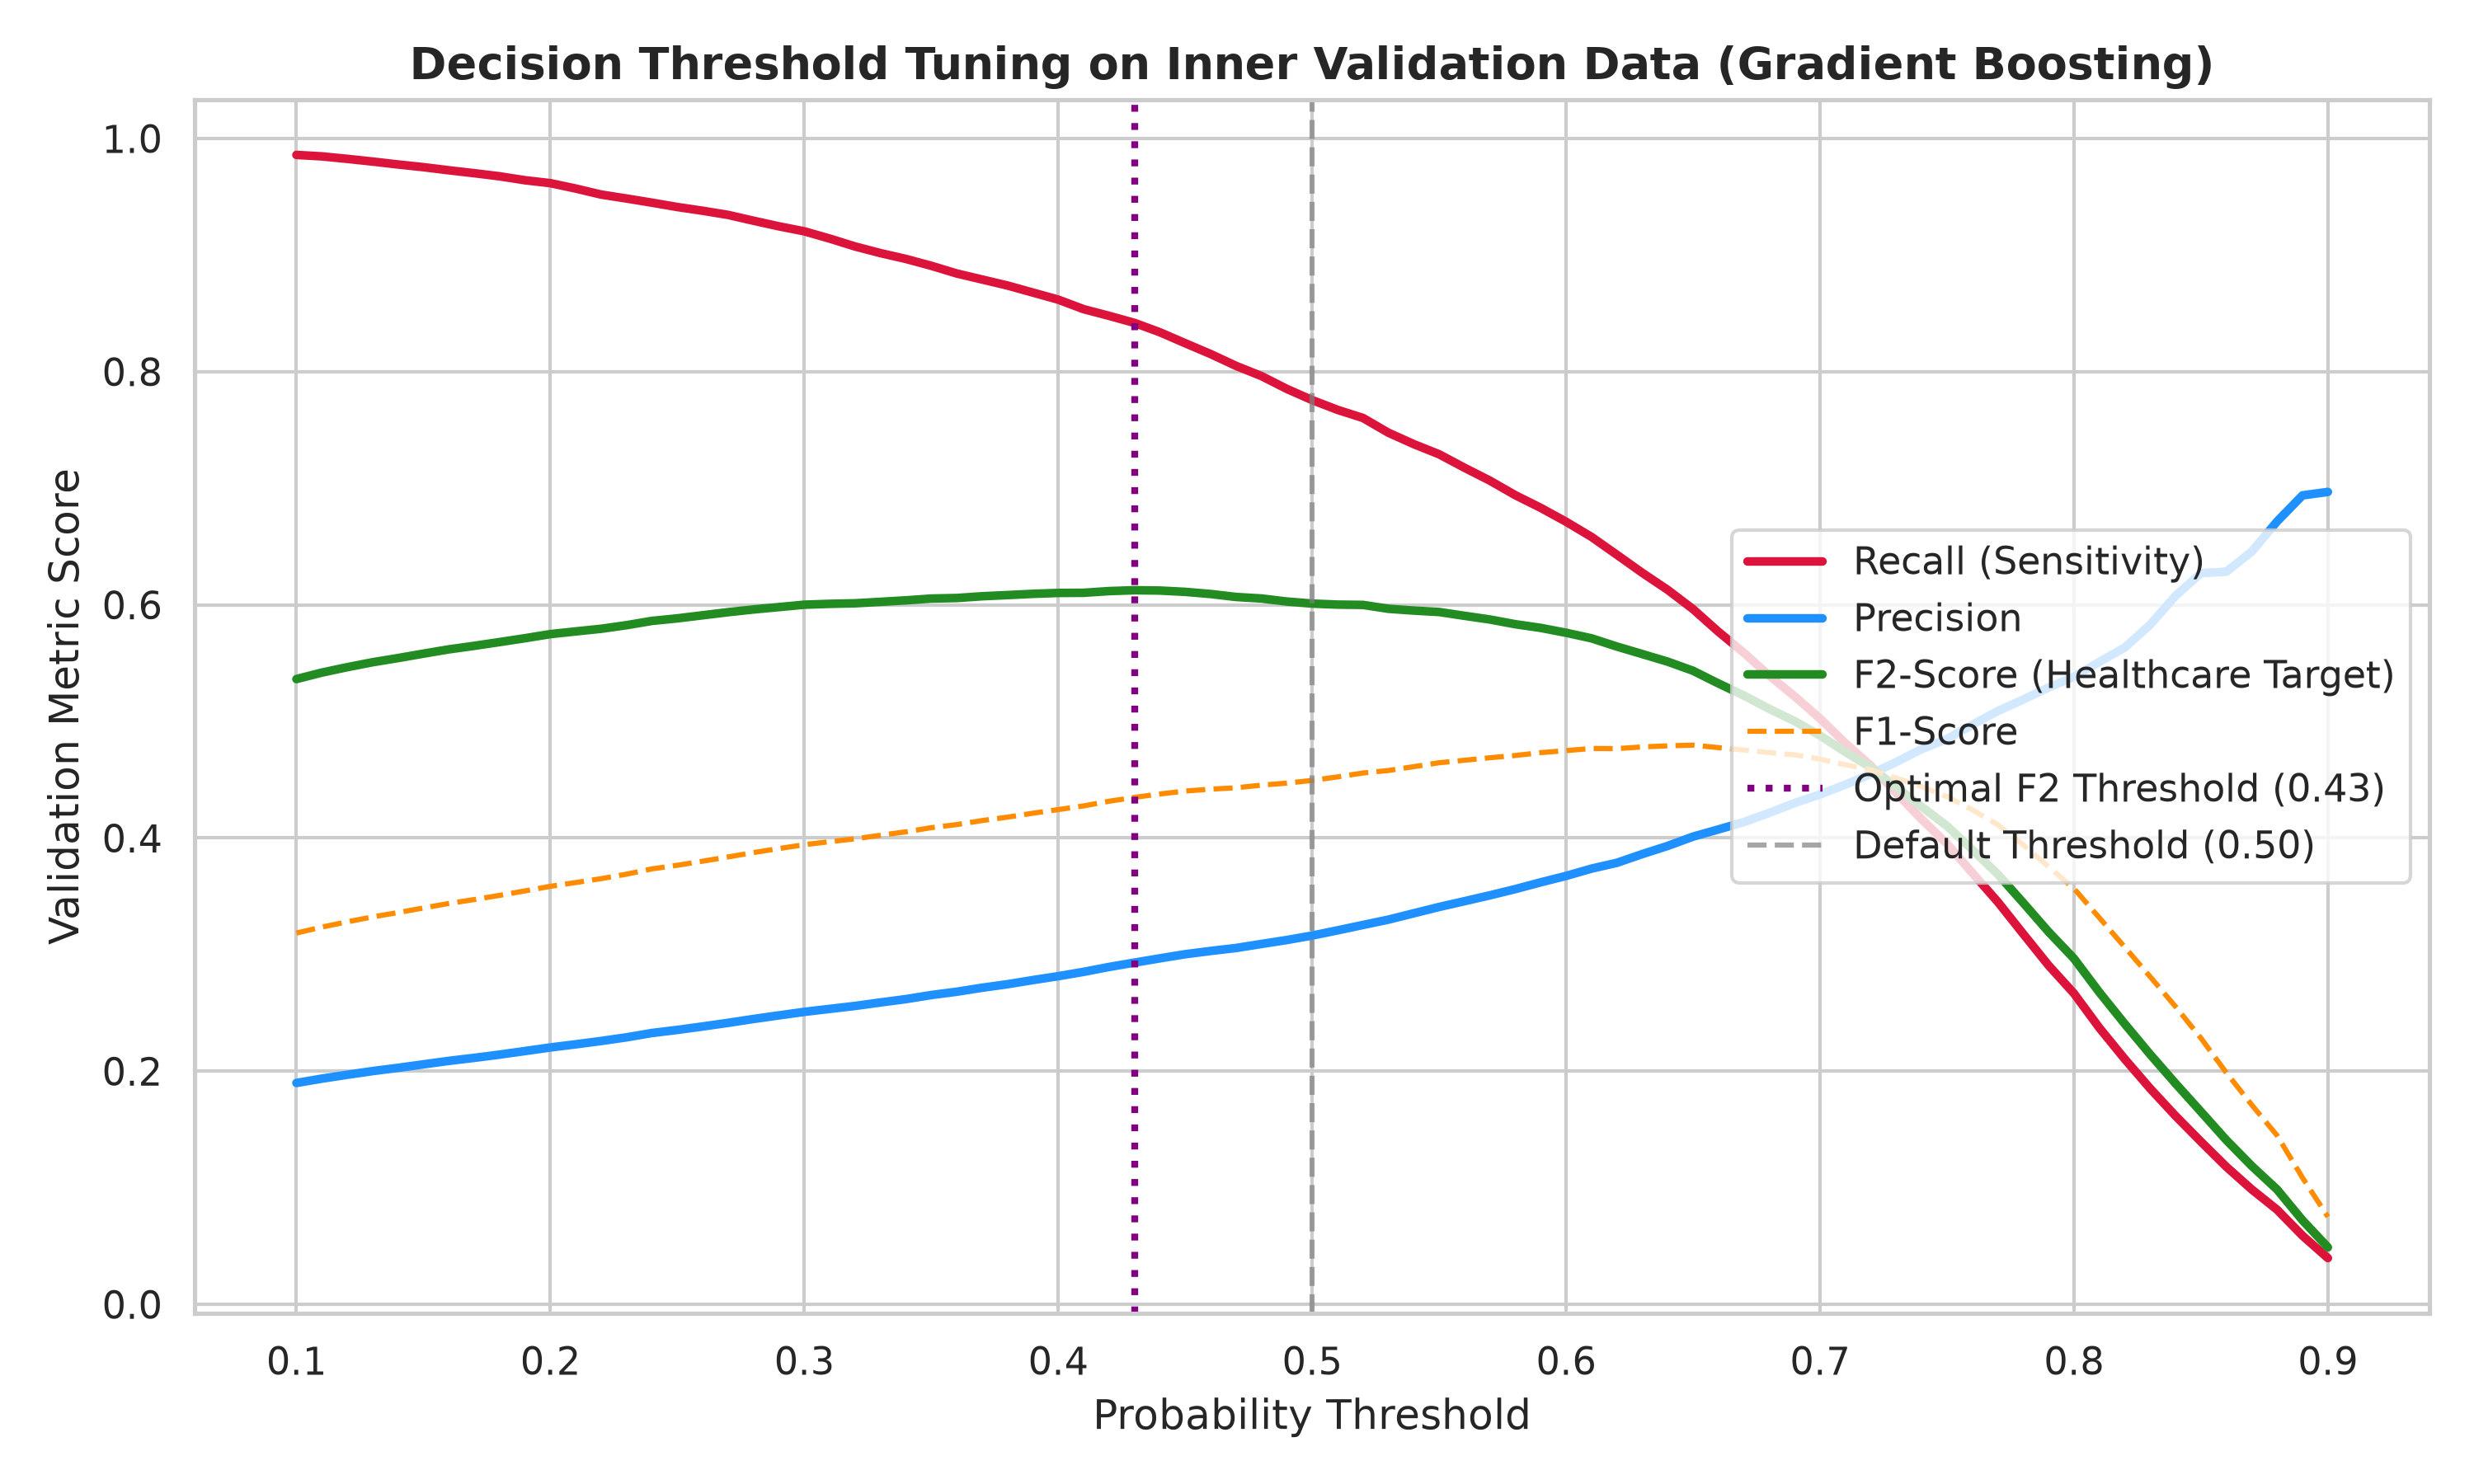 Decision Threshold Tuning on Inner Validation Data (Gradient Boosting)
Validation Metric Score
1.0
0.8
0.6
0.4
0.2
0.0
Recall (Sensitivity)
Precision
F2-Score (Healthcare Target)
F1-Score
Optimal F2 Threshold (0.43)
Default Threshold (0.50)
0.1 0.2 0.3 0.4 0.5 0.6 0.7 0.8 0.9
Probability Threshold